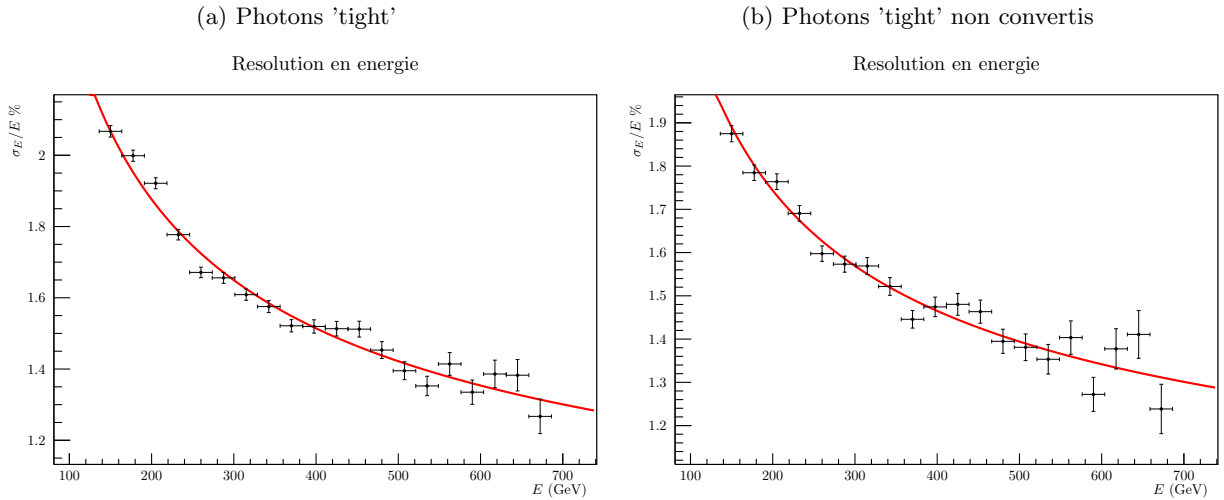 (a) Photons 'tight'
Resolution en energie
σ_E/E %
2
1.8
1.6
1.4
1.2
100 200 300 400 500 600 700
E (GeV)
(b) Photons 'tight' non convertis
Resolution en energie
σ_E/E %
1.9
1.8
1.7
1.6
1.5
1.4
1.3
1.2
100 200 300 400 500 600 700
E (GeV)